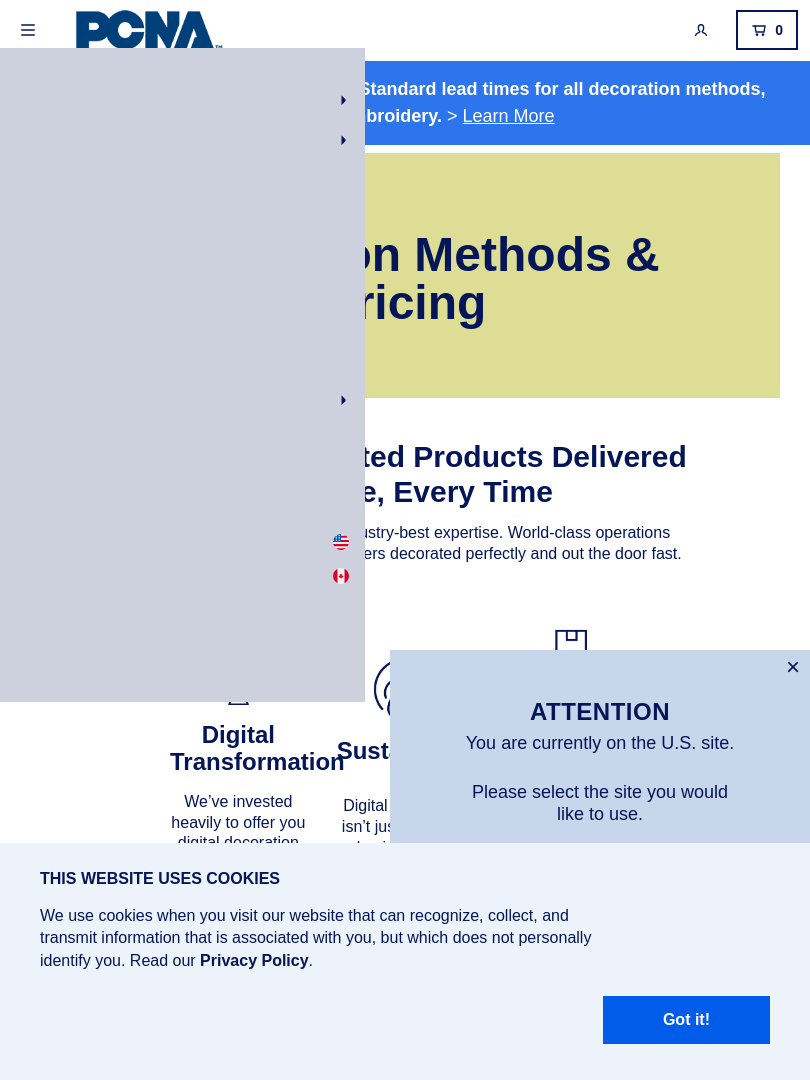 PCNA™
0
Standard lead times for all decoration methods,
broidery. > Learn More
on Methods &
ricing
ted Products Delivered
e, Every Time
ustry-best expertise. World-class operations
ers decorated perfectly and out the door fast.
Digital
Transformation
We’ve invested
heavily to offer you
digital decoration
Susta
Digital
isn’t jus
×
ATTENTION
You are currently on the U.S. site.
Please select the site you would
like to use.
THIS WEBSITE USES COOKIES
We use cookies when you visit our website that can recognize, collect, and
transmit information that is associated with you, but which does not personally
identify you. Read our Privacy Policy.
Got it!